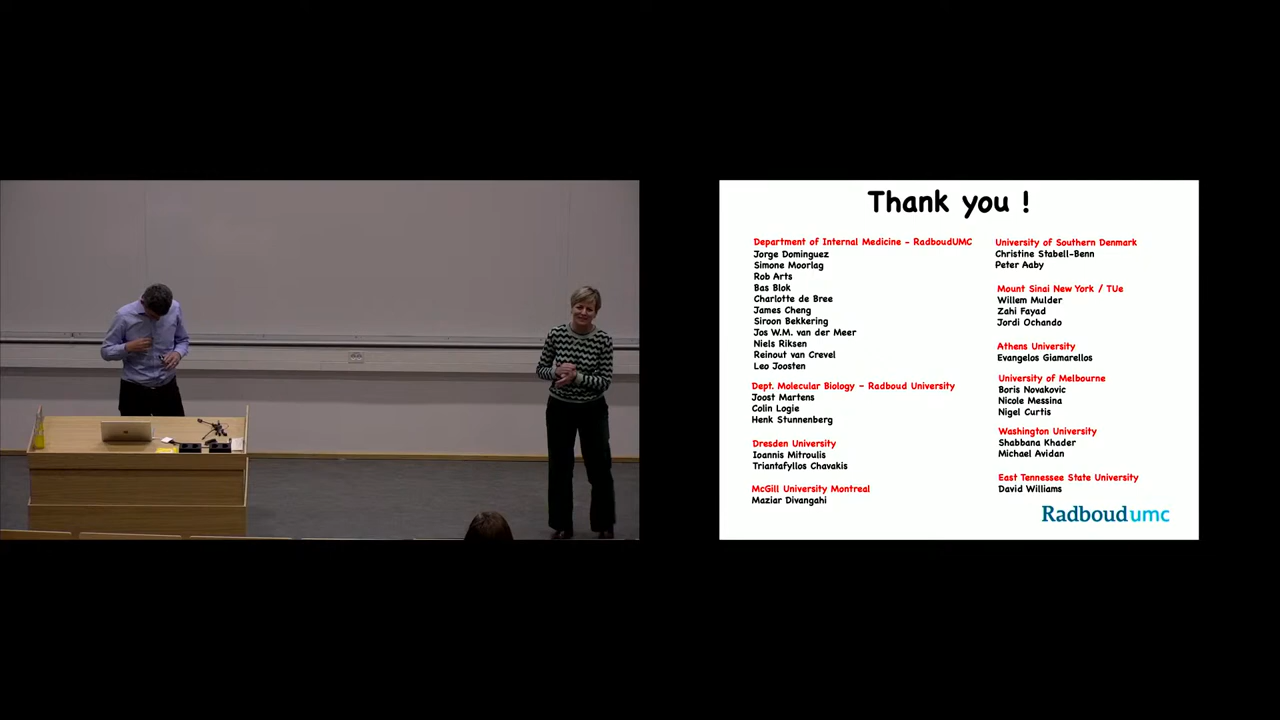 Thank you !
Department of Internal Medicine - RadboudUMC
Jorge Dominguez
Simone Moorlag
Rob Arts
Bas Blok
Charlotte de Bree
James Cheng
Siroon Bekkering
Jos W.M. van der Meer
Niels Riksen
Reinout van Crevel
Leo Joosten
Dept. Molecular Biology - Radboud University
Joost Martens
Colin Logie
Henk Stunnenberg
Dresden University
Ioannis Mitroulis
Triantafyllos Chavakis
McGill University Montreal
Maziar Divangahi
University of Southern Denmark
Christine Stabell-Benn
Peter Aaby
Mount Sinai New York / TUe
Willem Mulder
Zahi Fayad
Jordi Ochando
Athens University
Evangelos Giamarellos
University of Melbourne
Boris Novakovic
Nicole Messina
Nigel Curtis
Washington University
Shabbana Khader
Michael Avidan
East Tennessee State University
David Williams
Radboudumc